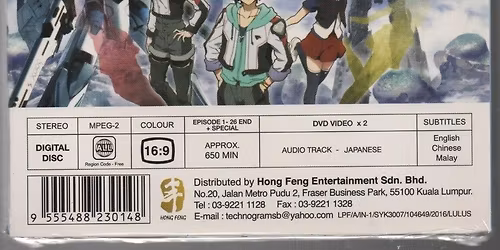 STEREO MPEG-2 COLOUR EPISODE 1 - 26 END + SPECIAL DVD VIDEO x 2 SUBTITLES
DIGITAL DISC ALL Region Code - Free 16:9 APPROX. 650 MIN AUDIO TRACK - JAPANESE English Chinese Malay
Distributed by Hong Feng Entertainment Sdn. Bhd.
No.20, Jalan Metro Pudu 2, Fraser Business Park, 55100 Kuala Lumpur.
Tel : 03-9221 1128 Fax : 03-9221 1328
E-mail : technogramsb@yahoo.com LPF/A/IN-1/SYK3007/104649/2016/LULUS
HONG FENG
9 555488 230148